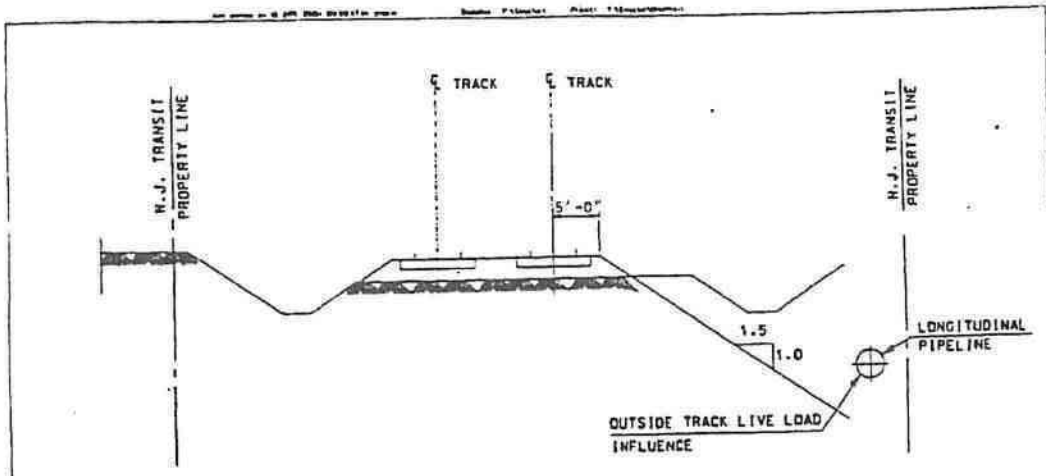 ℄ TRACK
℄ TRACK
N.J. TRANSIT
PROPERTY LINE
N.J. TRANSIT
PROPERTY LINE
5'-0"
1.5
1.0
LONGITUDINAL
PIPELINE
OUTSIDE TRACK LIVE LOAD
INFLUENCE